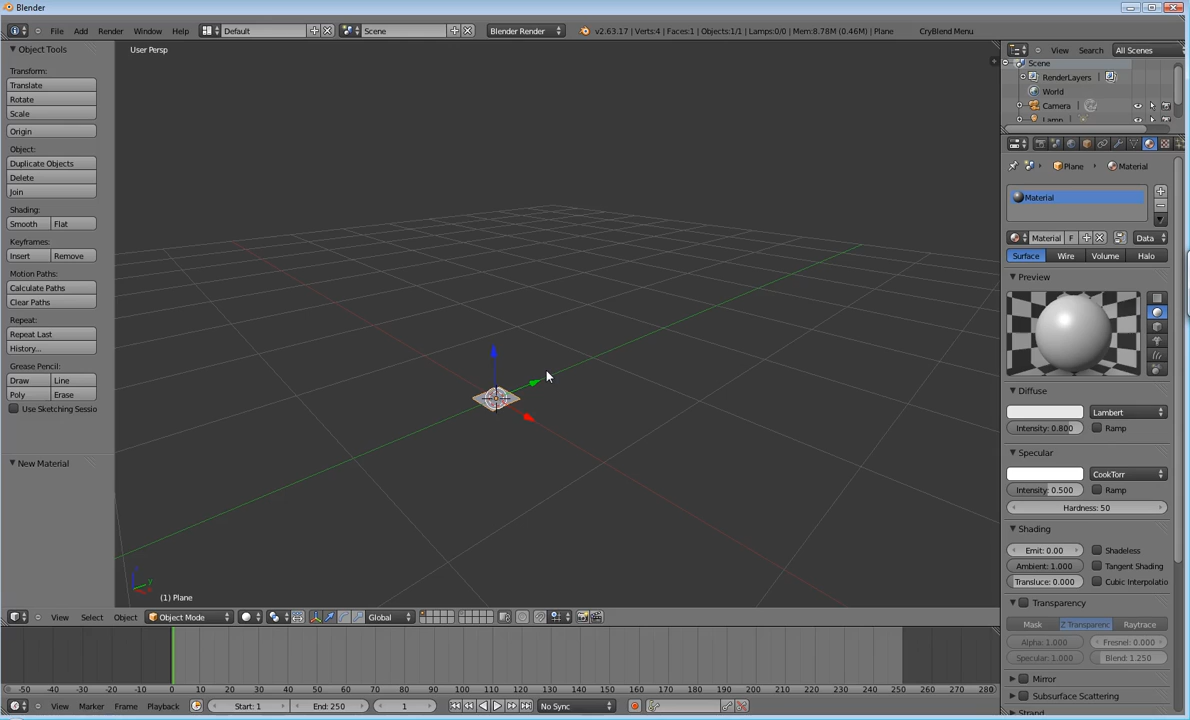 Blender
File Add Render Window Help Default Scene Blender Render v2.63.17 | Verts:4 | Faces:1 | Objects:1/1 | Lamps:0/0 | Mem:8.78M (0.46M) | Plane CryBlend Menu
Object Tools
Transform:
Translate
Rotate
Scale
Origin
Object:
Duplicate Objects
Delete
Join
Shading:
Smooth Flat
Keyframes:
Insert Remove
Motion Paths:
Calculate Paths
Clear Paths
Repeat:
Repeat Last
History...
Grease Pencil:
Draw Line
Poly Erase
Use Sketching Sessio
New Material
User Persp
y
(1) Plane
View Select Object Object Mode Global
-50 -40 -30 -20 -10 0 10 20 30 40 50 60 70 80 90 100 110 120 130 140 150 160 170 180 190 200 210 220 230 240 250 260 270 280
View Marker Frame Playback Start: 1 End: 250 1 No Sync
View Search All Scenes
Scene
RenderLayers
World
Camera
Lamp
Plane Material
Material
Material F Data
Surface Wire Volume Halo
Preview
Diffuse
Lambert
Intensity: 0.800 Ramp
Specular
CookTorr
Intensity: 0.500 Ramp
Hardness: 50
Shading
Emit: 0.00 Shadeless
Ambient: 1.000 Tangent Shading
Transluce: 0.000 Cubic Interpolatio
Transparency
Mask Z Transparenc Raytrace
Alpha: 1.000 Fresnel: 0.000
Specular: 1.000 Blend: 1.250
Mirror
Subsurface Scattering
Strand